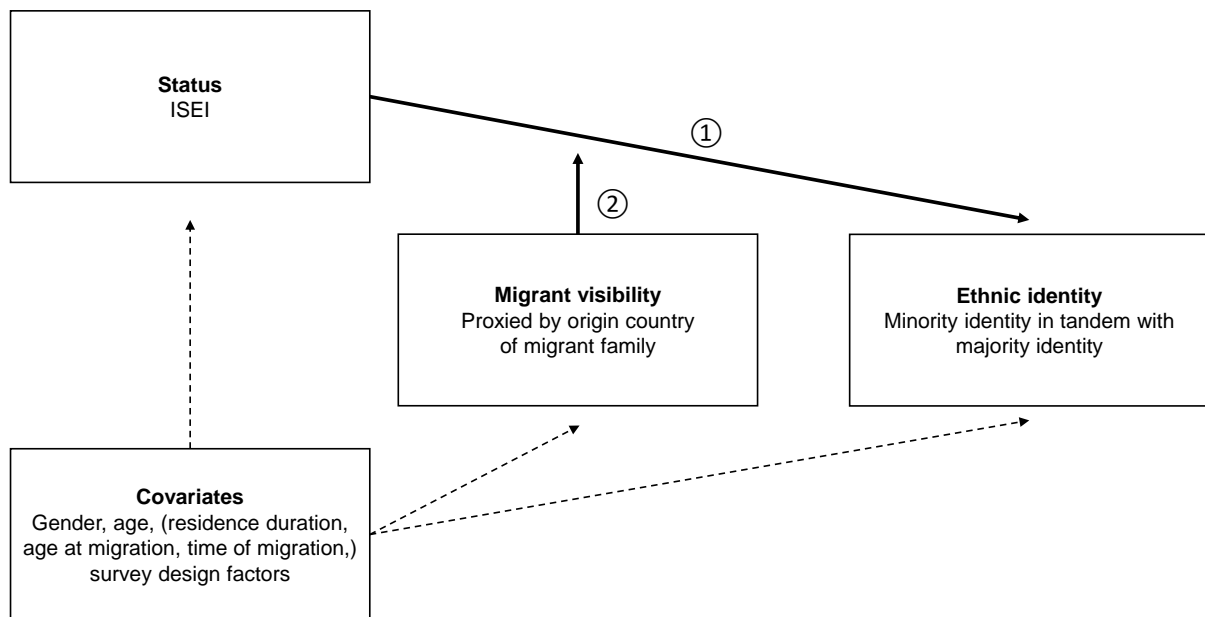 Status
ISEI
①
②
Migrant visibility
Proxied by origin country
of migrant family
Ethnic identity
Minority identity in tandem with
majority identity
Covariates
Gender, age, (residence duration,
age at migration, time of migration,)
survey design factors